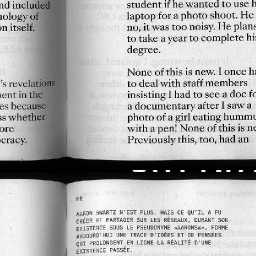 nd included
nology of
on itself.
's revelations
ment in the
es because
ss whether
ore
ocracy.
student if he wanted to use h
laptop for a photo shoot. He
no, it was too noisy. He plans
to take a year to complete his
degree.
None of this is new. I once ha
to deal with staff members
insisting I had to see a doc fo
a documentary after I saw a
photo of a girl eating hummu
with a pen! None of this is ne
Previously this, too, had an
AARON SWARTZ N'EST PLUS. MAIS CE QU'IL A PU
CRÉER ET PARTAGER SUR LES RÉSEAUX, DURANT SON
EXISTENCE SOUS LE PSEUDONYME «AARONSW», FORME
AUJOURD'HUI UNE TRACE D'IDÉES ET DE PENSÉES
QUI PROLONGENT EN LIGNE LA RÉALITÉ D'UNE
EXISTENCE PASSÉE.